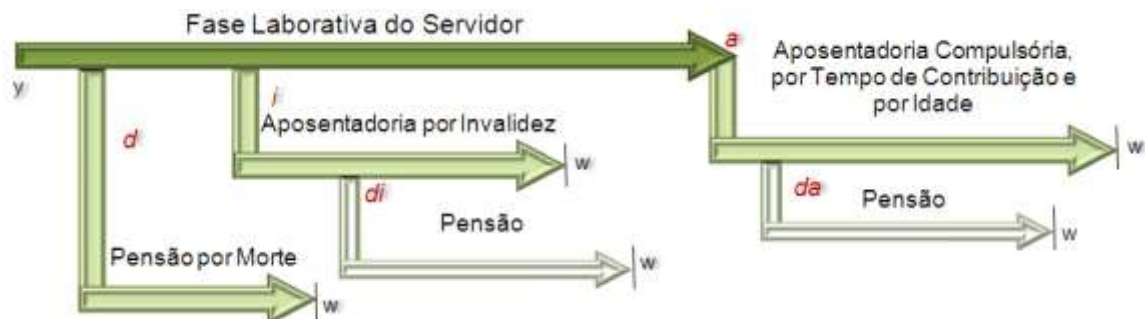 Fase Laborativa do Servidor
a
Aposentadoria Compulsória,
por Tempo de Contribuição e
por Idade
y
i
d
Aposentadoria por Invalidez
w
w
di
da
Pensão
Pensão
w
w
Pensão por Morte
w